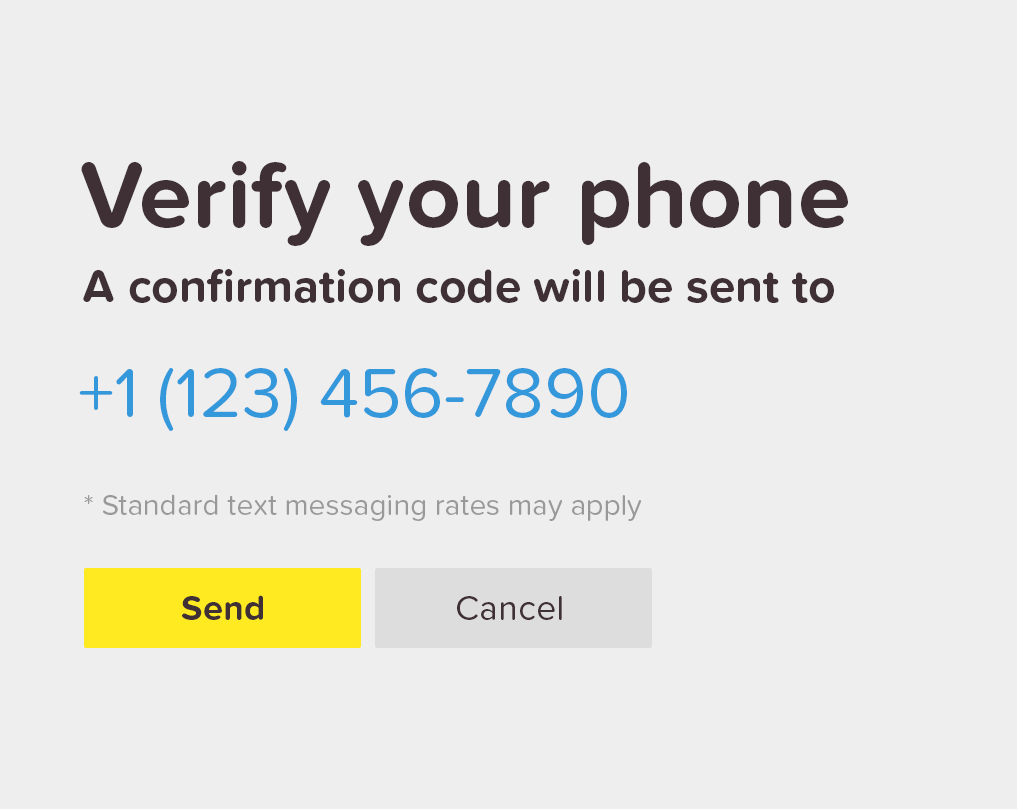 Verify your phone
A confirmation code will be sent to
+1 (123) 456-7890
* Standard text messaging rates may apply
Send
Cancel